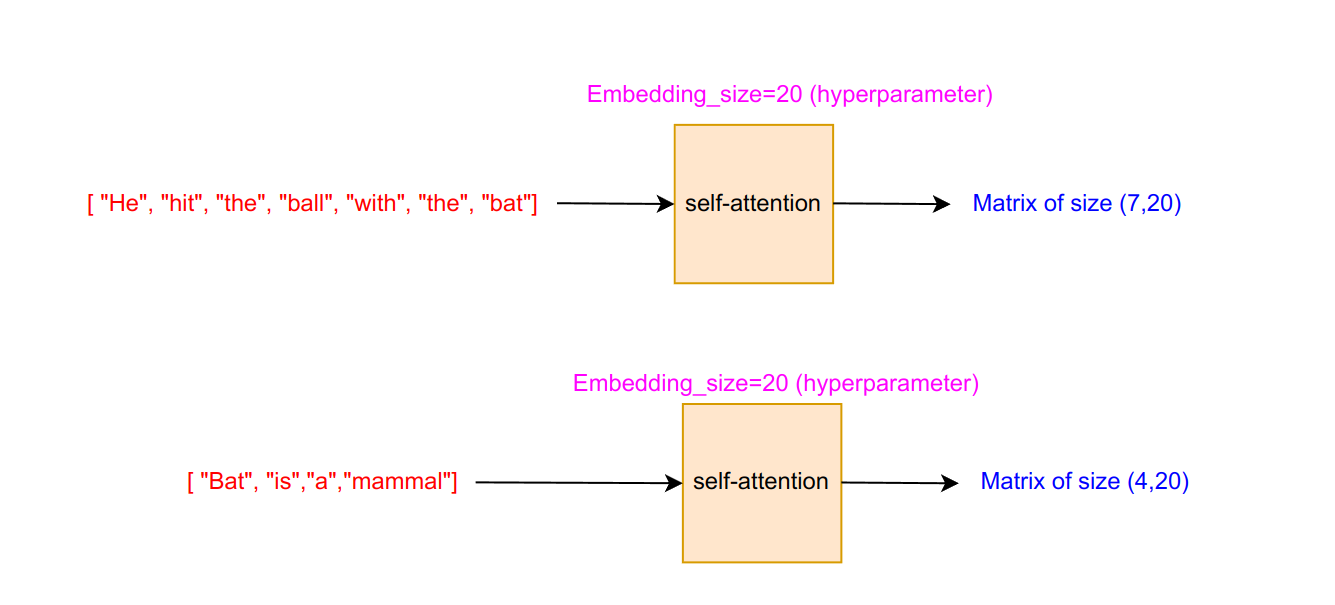 Embedding_size=20 (hyperparameter)
[ "He", "hit", "the", "ball", "with", "the", "bat"]
self-attention
Matrix of size (7,20)
Embedding_size=20 (hyperparameter)
[ "Bat", "is","a","mammal"]
self-attention
Matrix of size (4,20)